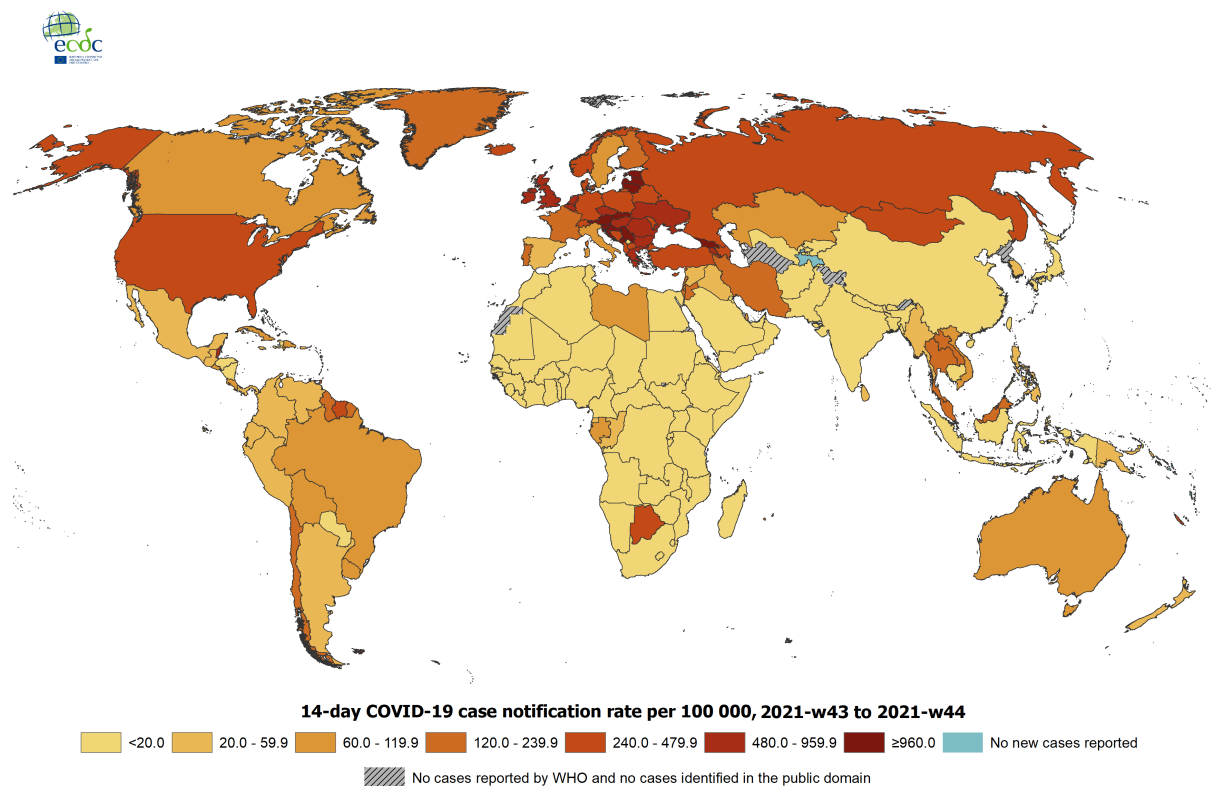 ecdc
14-day COVID-19 case notification rate per 100 000, 2021-w43 to 2021-w44
<20.0 20.0 - 59.9 60.0 - 119.9 120.0 - 239.9 240.0 - 479.9 480.0 - 959.9 ≥960.0 No new cases reported
No cases reported by WHO and no cases identified in the public domain